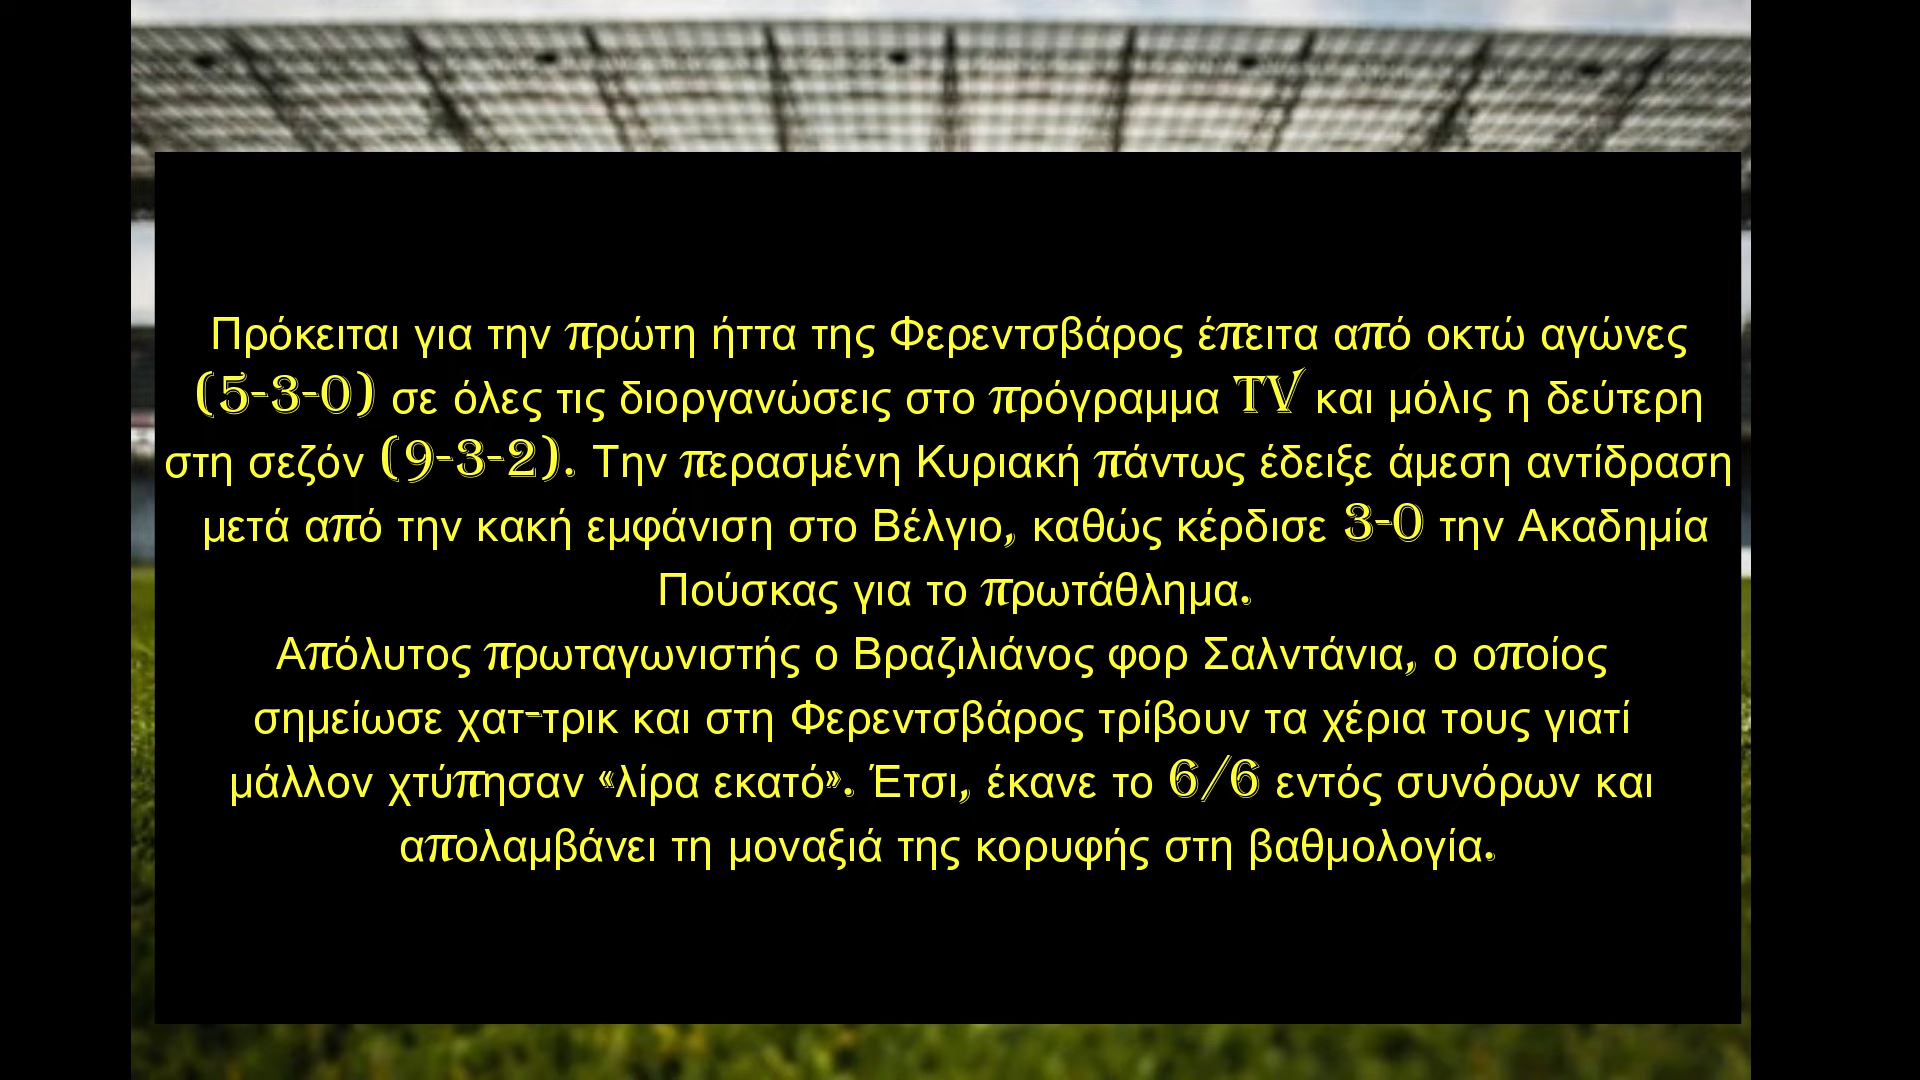 Πρόκειται για την πρώτη ήττα της Φερεντσβάρος έπειτα από οκτώ αγώνες
(5-3-0) σε όλες τις διοργανώσεις στο πρόγραμμα TV και μόλις η δεύτερη
στη σεζόν (9-3-2). Την περασμένη Κυριακή πάντως έδειξε άμεση αντίδραση
μετά από την κακή εμφάνιση στο Βέλγιο, καθώς κέρδισε 3-0 την Ακαδημία
Πούσκας για το πρωτάθλημα.
Απόλυτος πρωταγωνιστής ο Βραζιλιάνος φορ Σαλντάνια, ο οποίος
σημείωσε χατ-τρικ και στη Φερεντσβάρος τρίβουν τα χέρια τους γιατί
μάλλον χτύπησαν «λίρα εκατό». Έτσι, έκανε το 6/6 εντός συνόρων και
απολαμβάνει τη μοναξιά της κορυφής στη βαθμολογία.